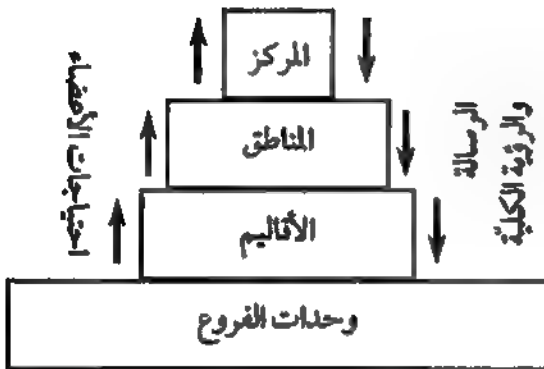 المركز
المناطق
الأقاليم
وحدات الفروع
احتياجات الأعضاء
الرسالة
والرؤية الكلية